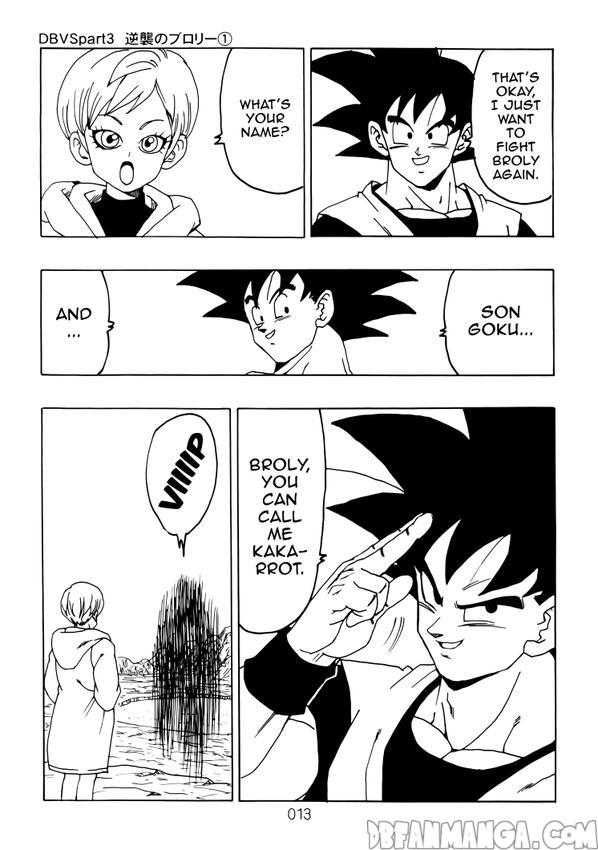 DBVSpart3 逆襲のブロリー①
THAT'S
OKAY,
I JUST
WANT
TO
FIGHT
BROLY
AGAIN.
WHAT'S
YOUR
NAME?
SON
GOKU...
AND
...
BROLY,
YOU
CAN
CALL
ME
KAKA-
RROT.
VIIIIP
013
DBFANMANGA.COM